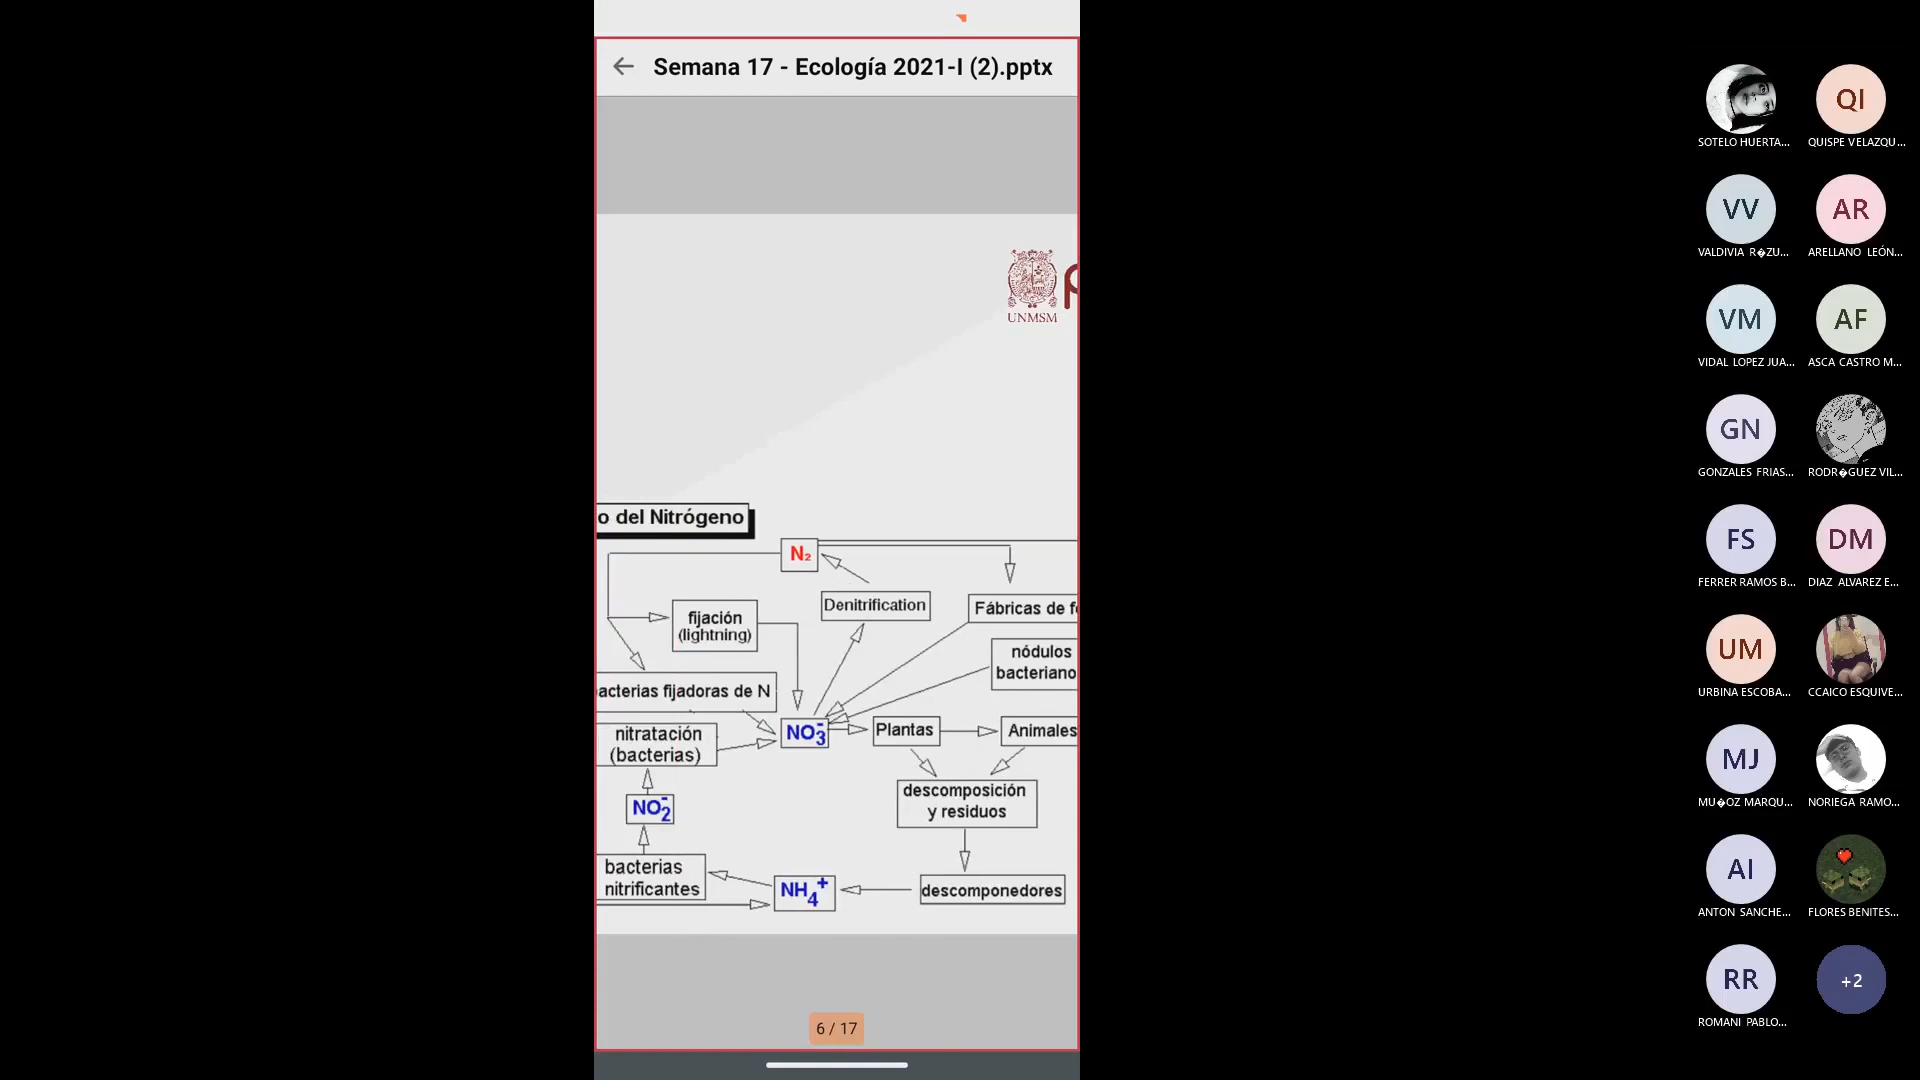 Semana 17 - Ecología 2021-I (2).pptx
UNMSM
o del Nitrógeno
N₂
Denitrification
Fábricas de
fijación
(lightning)
nódulos
bacteriano
acterias fijadoras de N
nitratación
(bacterias)
NO₃⁻
Plantas
Animales
NO₂⁻
descomposición
y residuos
bacterias
nitrificantes
NH₄⁺
descomponedores
6 / 17
SOTELO HUERTA...
QI
QUISPE VELAZQU...
VV
VALDIVIA R�ZU...
AR
ARELLANO LEÓN...
VM
VIDAL LOPEZ JUA...
AF
ASCA CASTRO M...
GN
GONZALES FRIAS...
RODR�GUEZ VIL...
FS
FERRER RAMOS B...
DM
DIAZ ALVAREZ E...
UM
URBINA ESCOBA...
CCAICO ESQUIVE...
MJ
MU�OZ MARQU...
NORIEGA RAMO...
AI
ANTON SANCHE...
FLORES BENITES...
RR
ROMANI PABLO...
+2